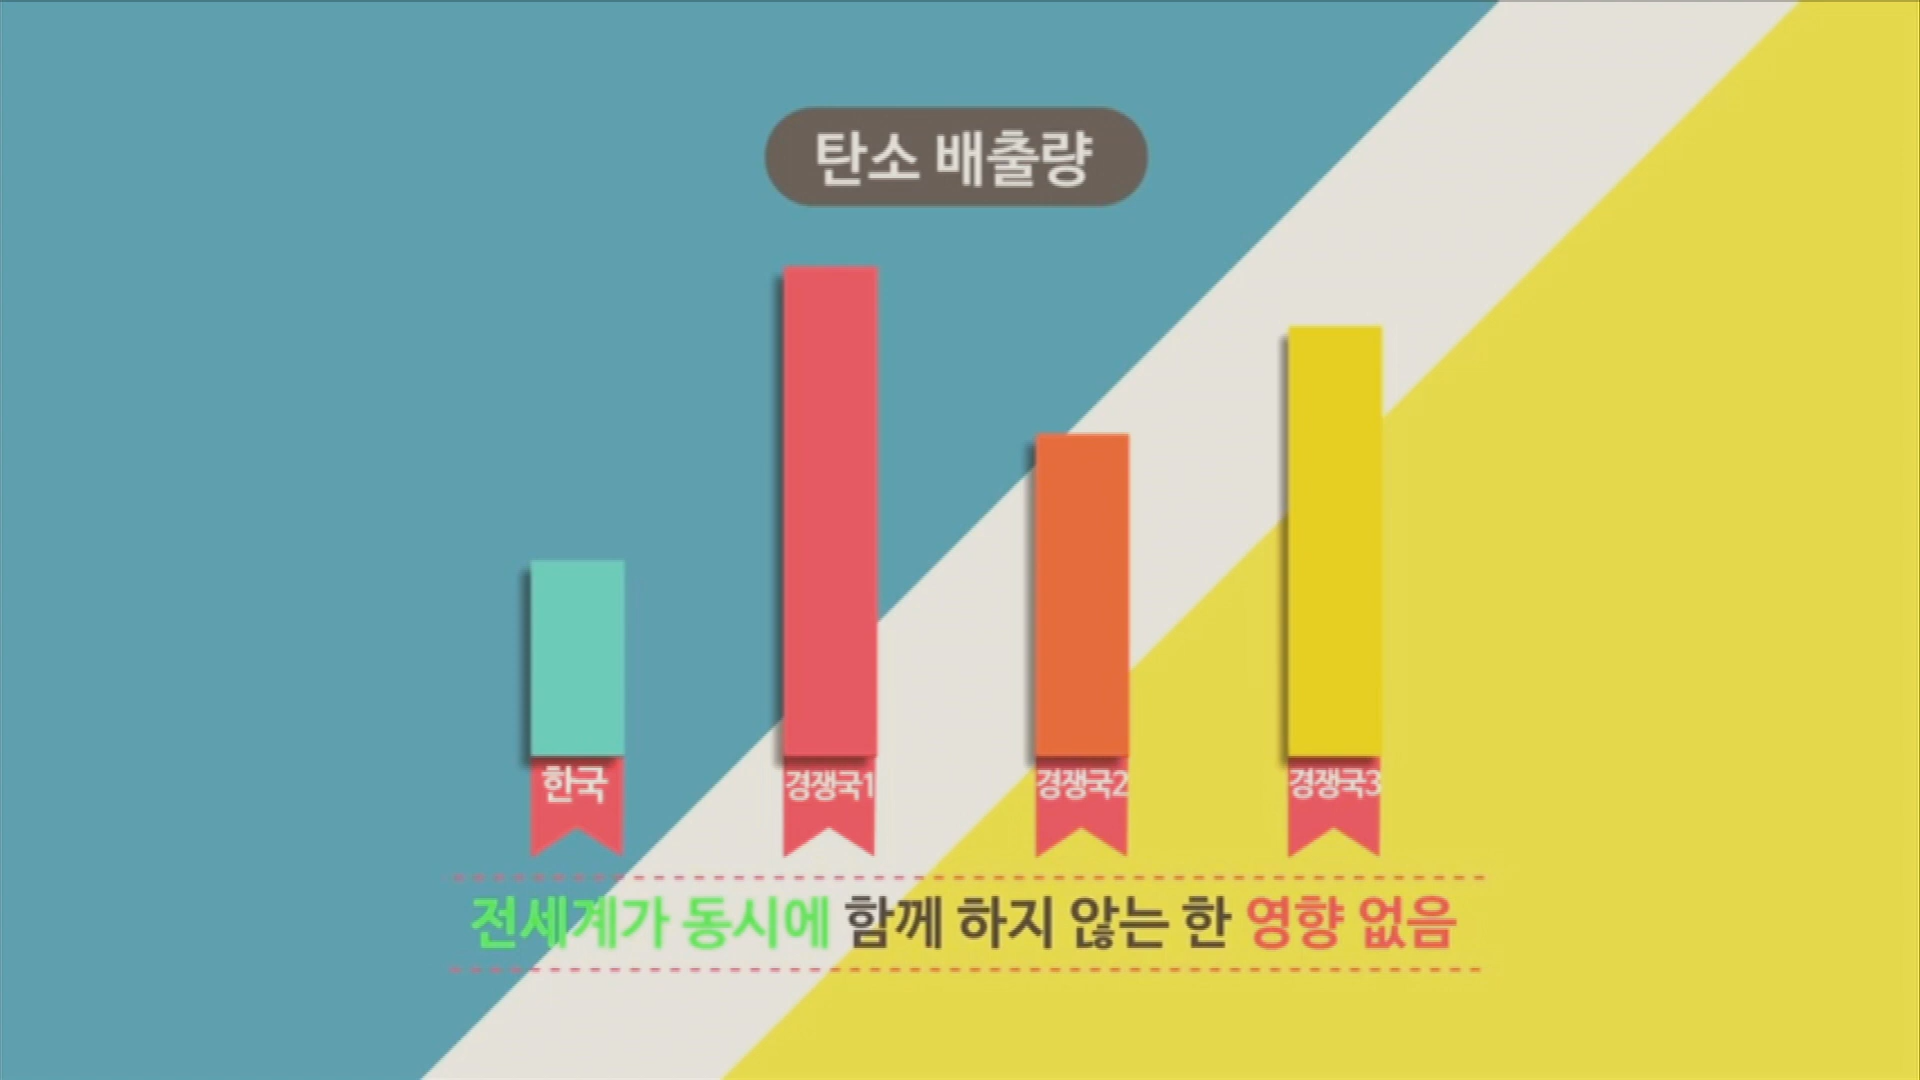 탄소 배출량
한국
경쟁국1
경쟁국2
경쟁국3
전세계가 동시에 함께 하지 않는 한 영향 없음